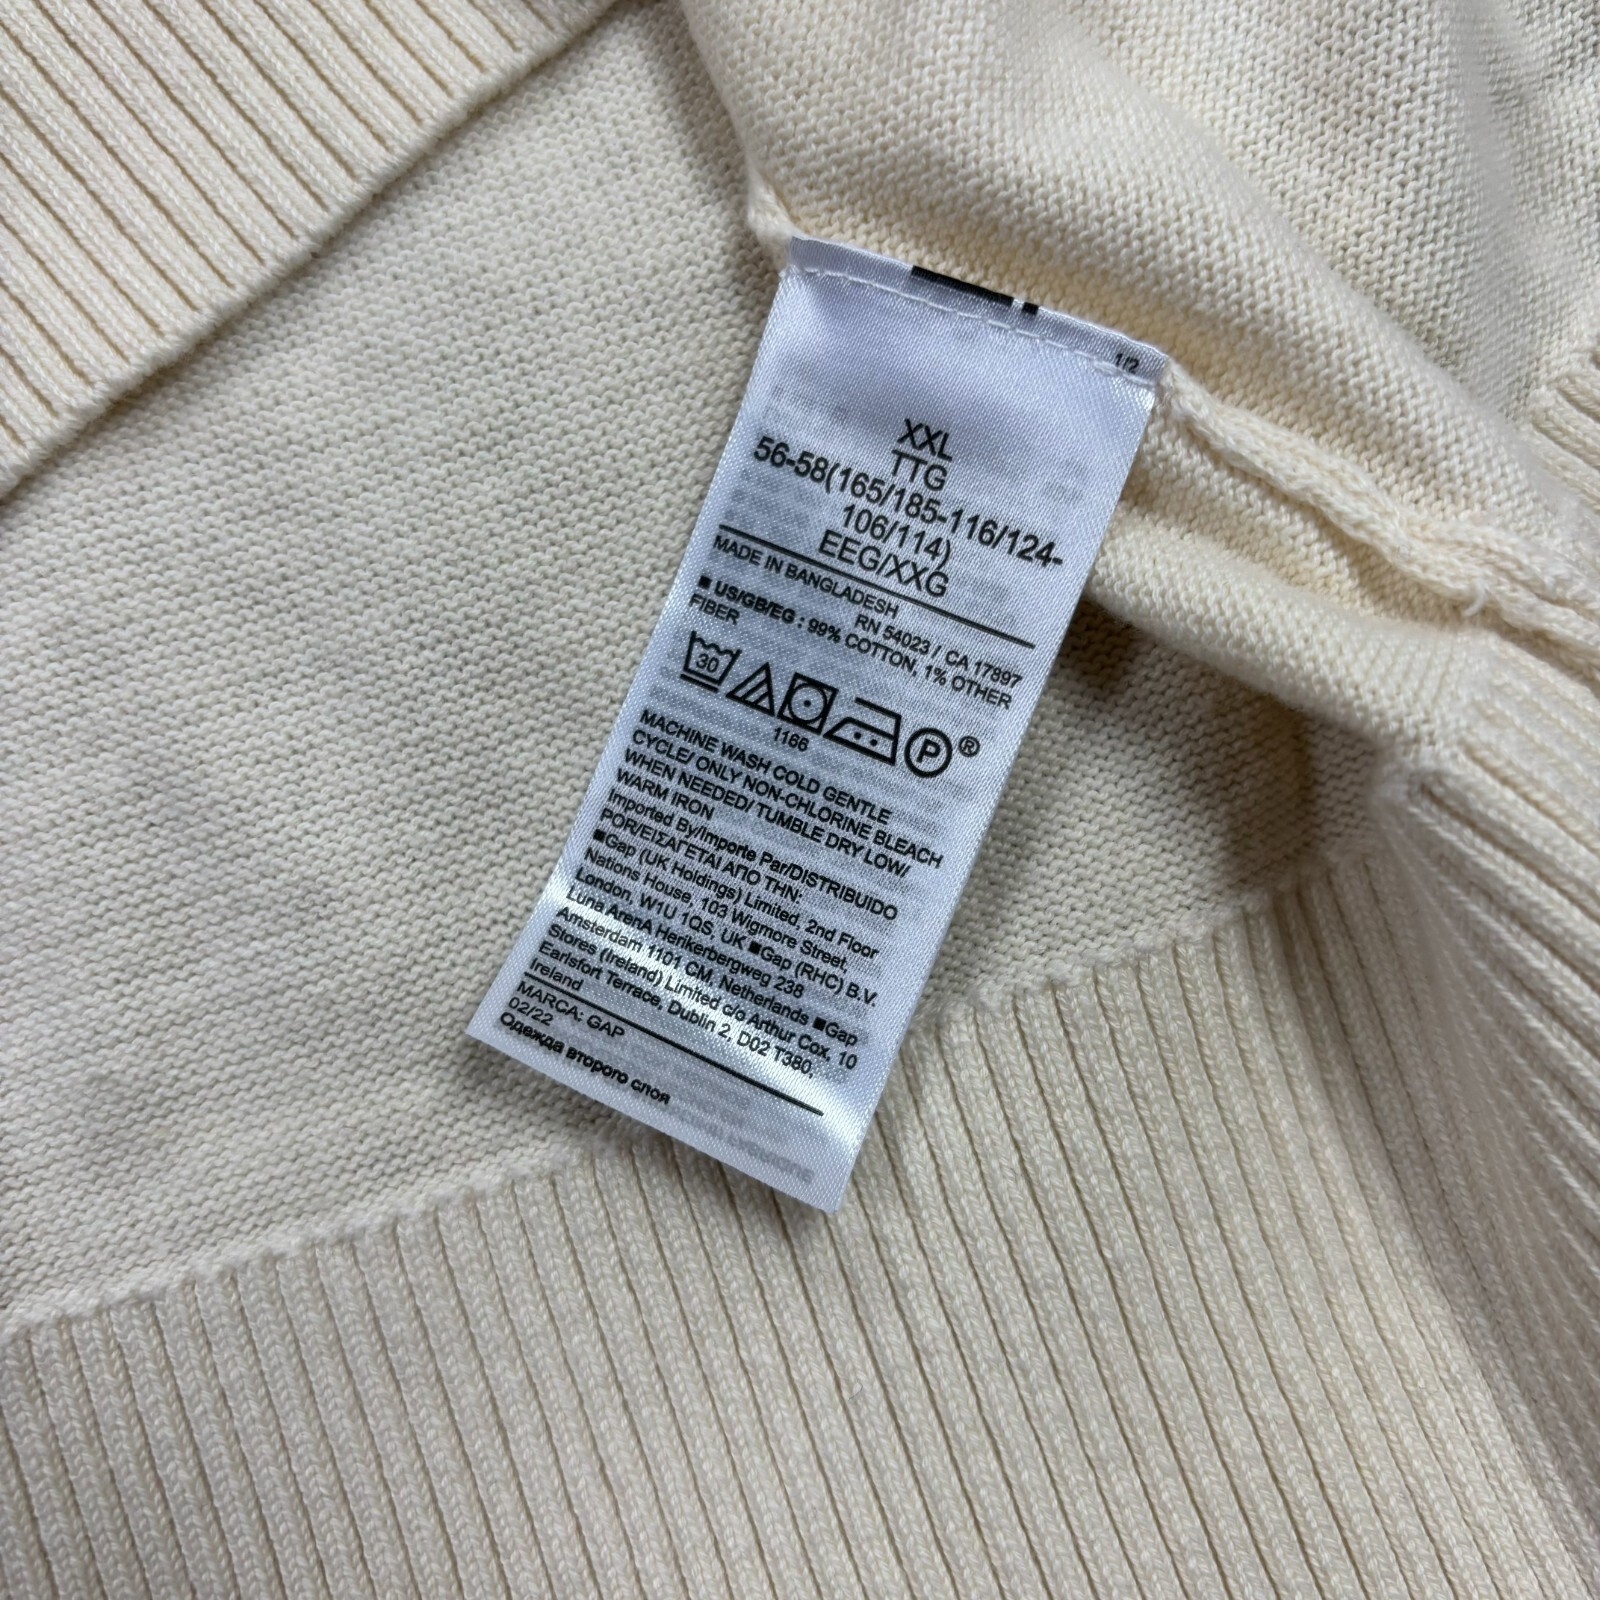 1/2
XXL
TTG
56-58(165/185-116/124-
106/114)
EEG/XXG
MADE IN BANGLADESH
RN 54023 / CA 17897
■ US/GB/EG : 99% COTTON, 1% OTHER
FIBER
30
1166
P®
MACHINE WASH COLD GENTLE
CYCLE/ ONLY NON-CHLORINE BLEACH
WHEN NEEDED/ TUMBLE DRY LOW/
WARM IRON
Imported By/Importe Par/DISTRIBUIDO
POR/ΕΙΣΑΓΕΤΑΙ ΑΠΟ ΤΗΝ:
■Gap (UK Holdings) Limited, 2nd Floor
Nations House, 103 Wigmore Street,
London, W1U 1QS, UK ■Gap (RHC) B.V.
Luna ArenA Herikerbergweg 238
Amsterdam 1101 CM, Netherlands ■Gap
Stores (Ireland) Limited c/o Arthur Cox, 10
Earlsfort Terrace, Dublin 2, D02 T380,
Ireland
MARCA: GAP
02/22
Одежда второго слоя